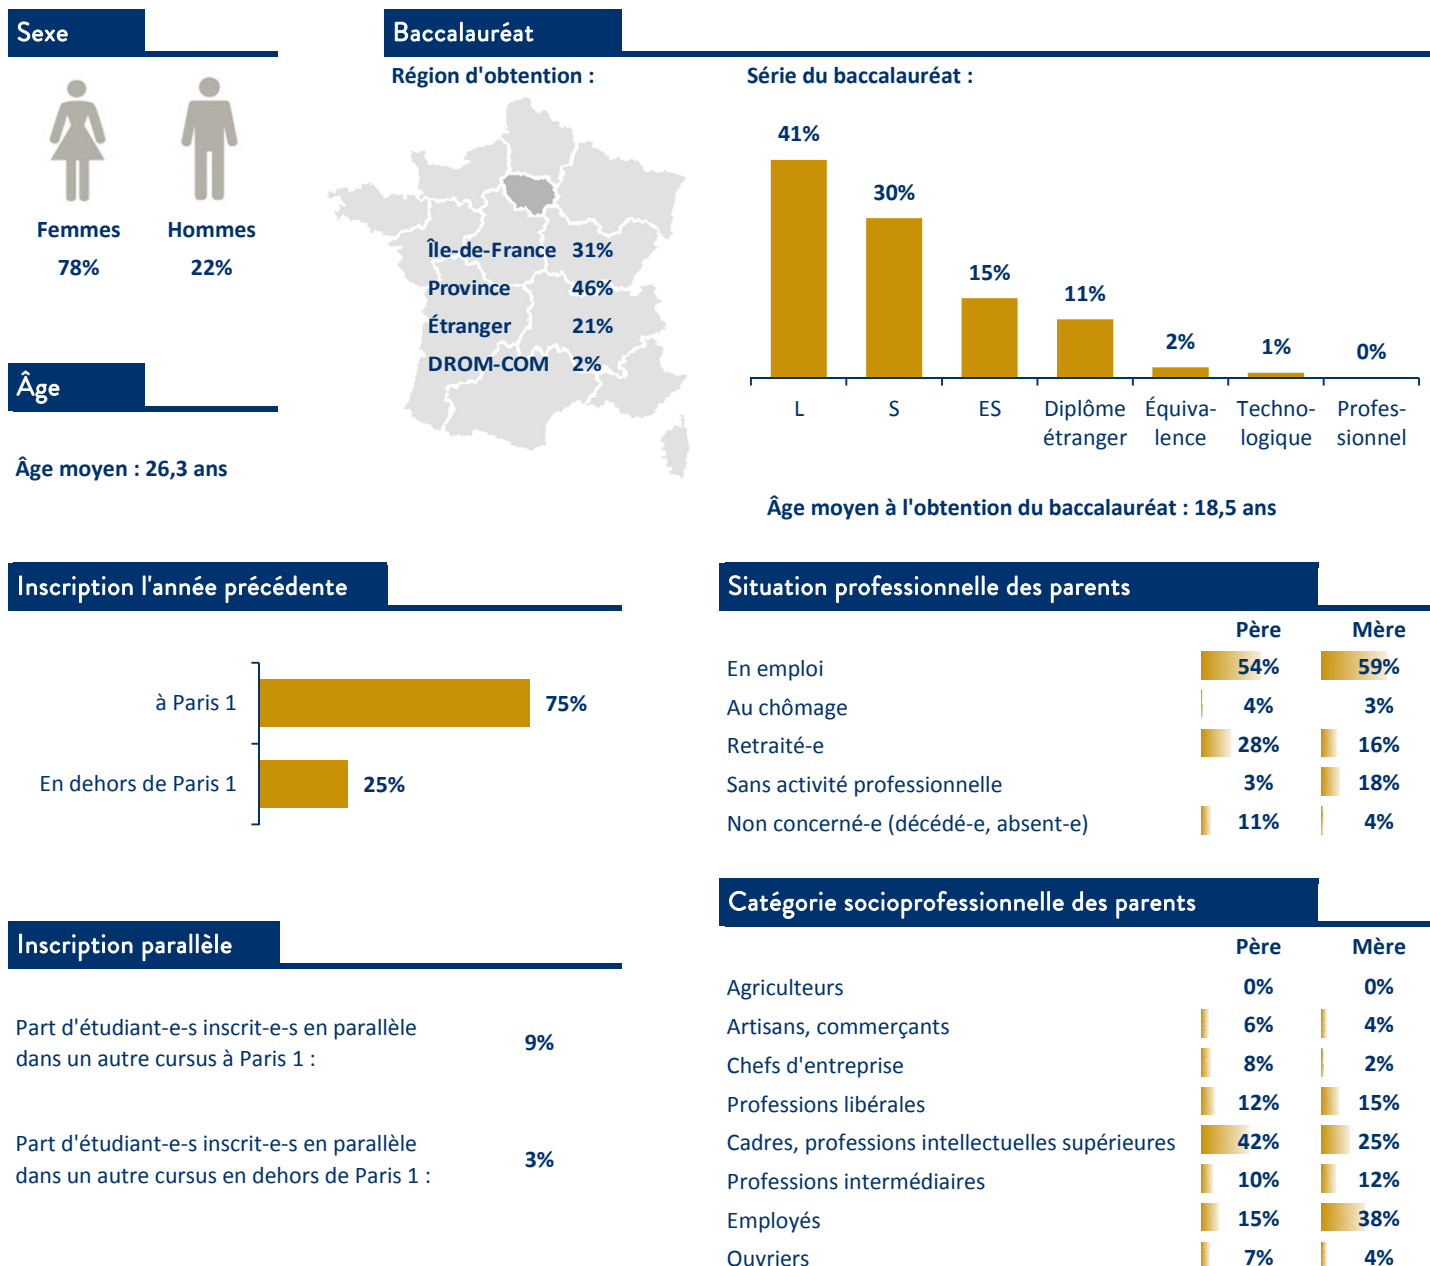 Sexe
Femmes Hommes
78% 22%
Âge
Âge moyen : 26,3 ans
Baccalauréat
Région d'obtention :
Île-de-France 31%
Province 46%
Étranger 21%
DROM-COM 2%
Série du baccalauréat :
41%
30%
15%
11%
2%
1%
0%
L S ES Diplôme Équiva- Techno- Profes-
étranger lence logique sionnel
Âge moyen à l'obtention du baccalauréat : 18,5 ans
Inscription l'année précédente
à Paris 1 75%
En dehors de Paris 1 25%
Inscription parallèle
Part d'étudiant-e-s inscrit-e-s en parallèle
dans un autre cursus à Paris 1 :
9%
Part d'étudiant-e-s inscrit-e-s en parallèle
dans un autre cursus en dehors de Paris 1 :
3%
Situation professionnelle des parents
Père Mère
En emploi 54% 59%
Au chômage 4% 3%
Retraité-e 28% 16%
Sans activité professionnelle 3% 18%
Non concerné-e (décédé-e, absent-e) 11% 4%
Catégorie socioprofessionnelle des parents
Père Mère
Agriculteurs 0% 0%
Artisans, commerçants 6% 4%
Chefs d'entreprise 8% 2%
Professions libérales 12% 15%
Cadres, professions intellectuelles supérieures 42% 25%
Professions intermédiaires 10% 12%
Employés 15% 38%
Ouvriers 7% 4%